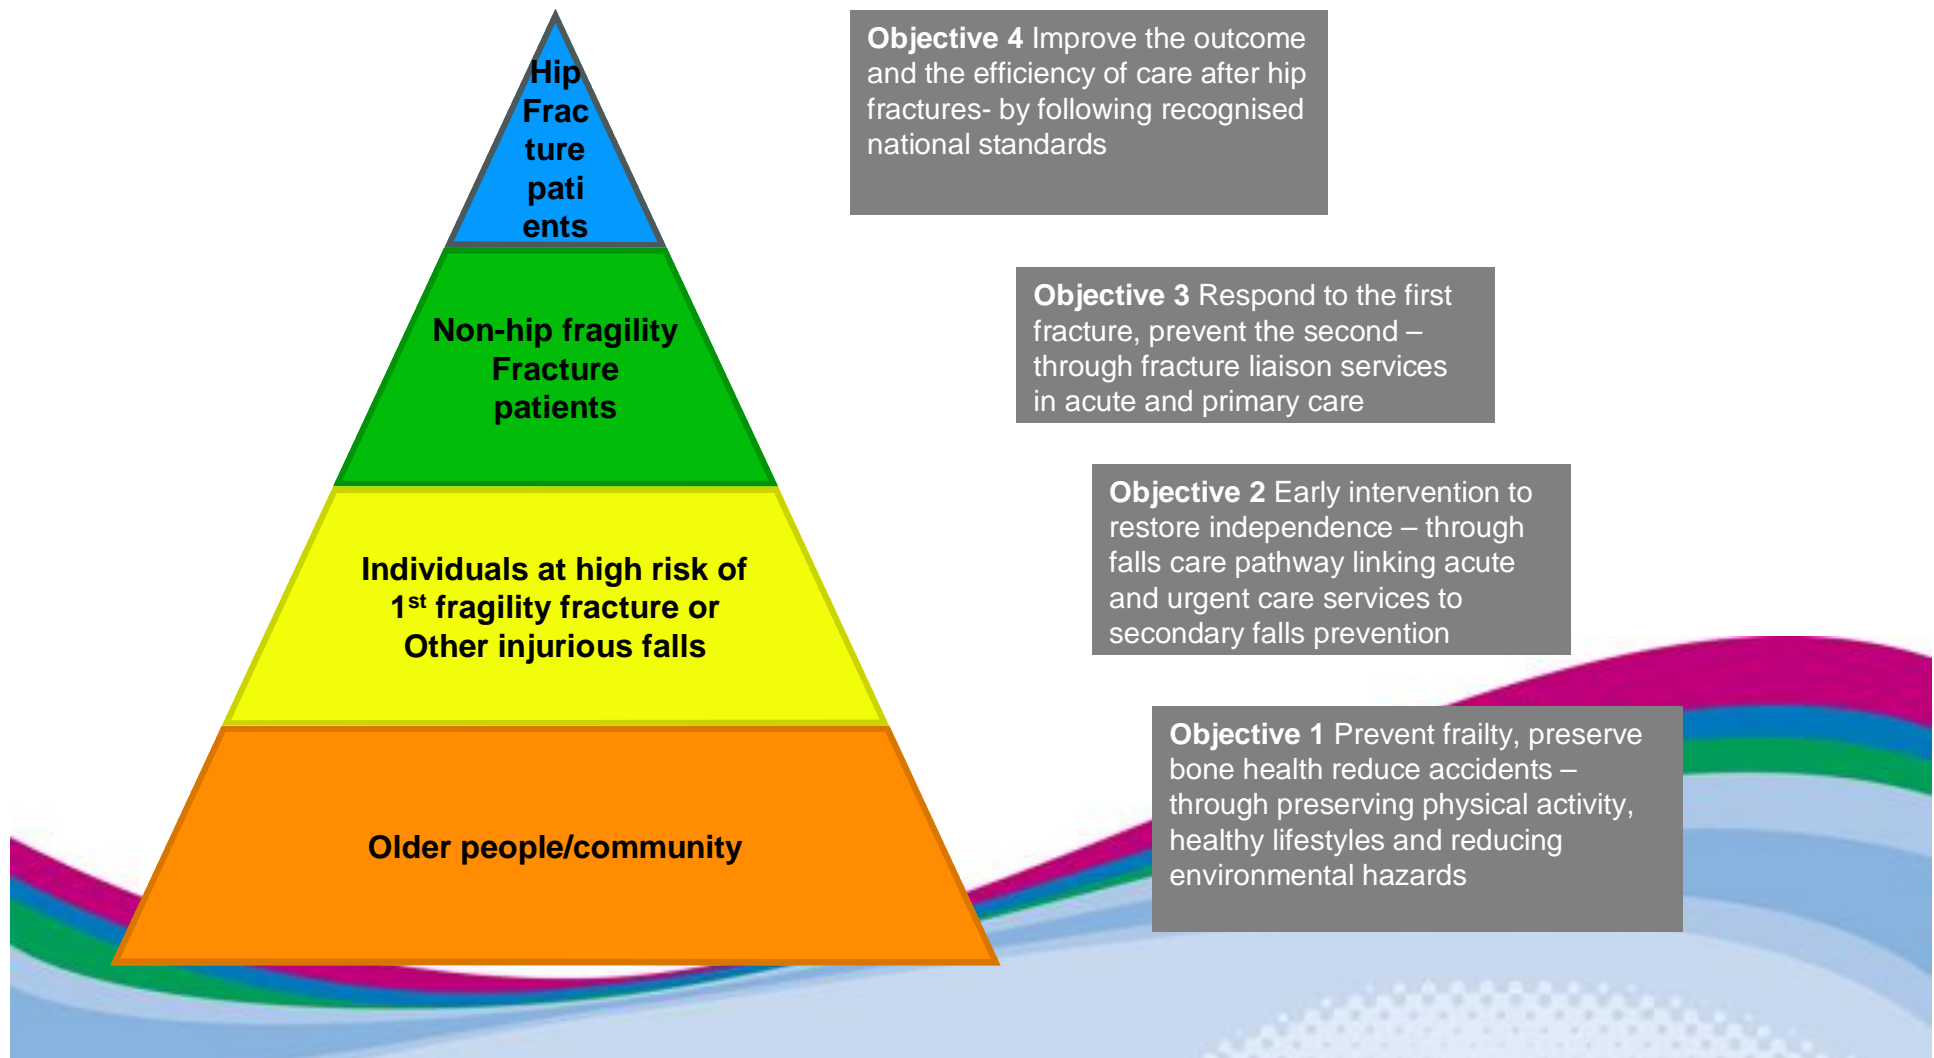 Hip
Frac
ture
pati
ents
Objective 4 Improve the outcome
and the efficiency of care after hip
fractures- by following recognised
national standards
Non-hip fragility
Fracture
patients
Objective 3 Respond to the first
fracture, prevent the second –
through fracture liaison services
in acute and primary care
Individuals at high risk of
1st fragility fracture or
Other injurious falls
Objective 2 Early intervention to
restore independence – through
falls care pathway linking acute
and urgent care services to
secondary falls prevention
Older people/community
Objective 1 Prevent frailty, preserve
bone health reduce accidents –
through preserving physical activity,
healthy lifestyles and reducing
environmental hazards